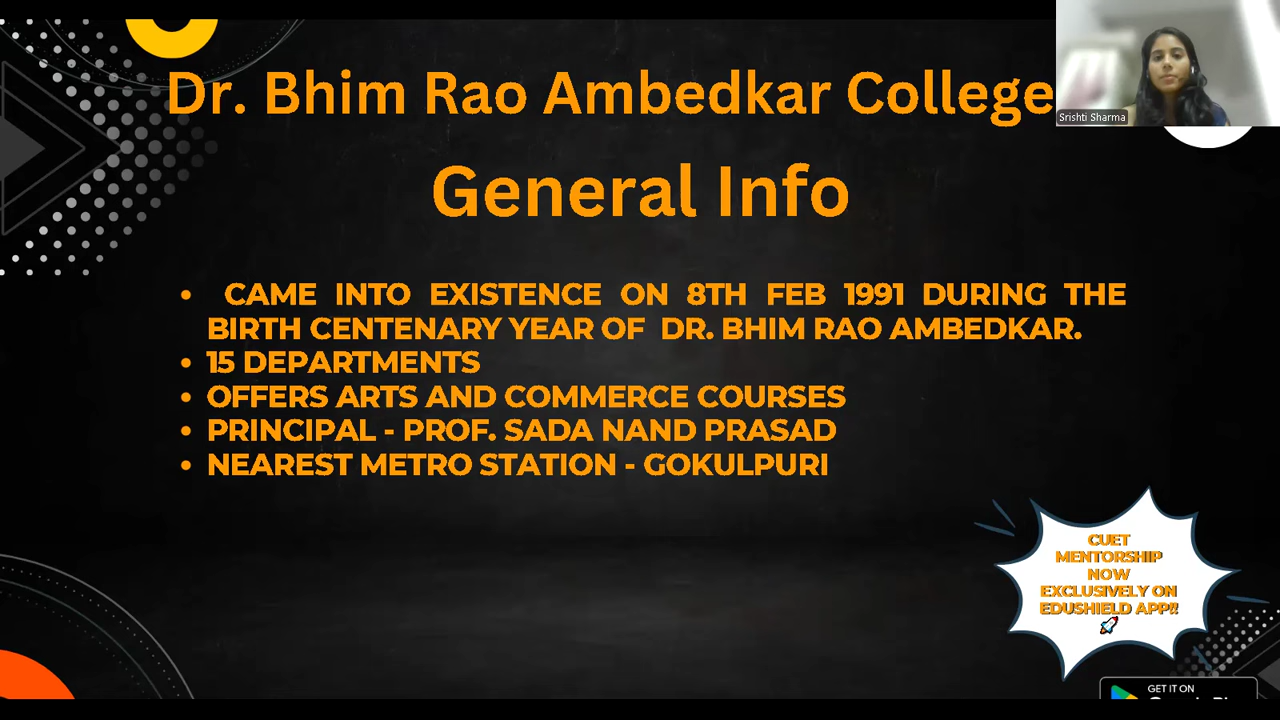 Dr. Bhim Rao Ambedkar College
Srishti Sharma
General Info
• CAME INTO EXISTENCE ON 8TH FEB 1991 DURING THE
BIRTH CENTENARY YEAR OF DR. BHIM RAO AMBEDKAR.
• 15 DEPARTMENTS
• OFFERS ARTS AND COMMERCE COURSES
• PRINCIPAL - PROF. SADA NAND PRASAD
• NEAREST METRO STATION - GOKULPURI
CUET
MENTORSHIP
NOW
EXCLUSIVELY ON
EDUSHIELD APP!!
GET IT ON